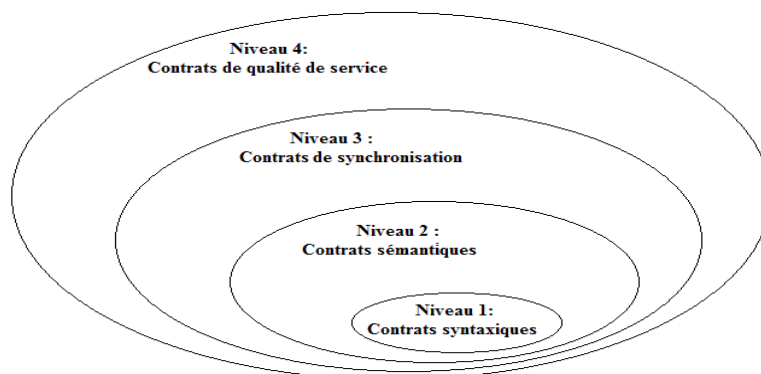 Niveau 4:
Contrats de qualité de service
Niveau 3 :
Contrats de synchronisation
Niveau 2 :
Contrats sémantiques
Niveau 1:
Contrats syntaxiques